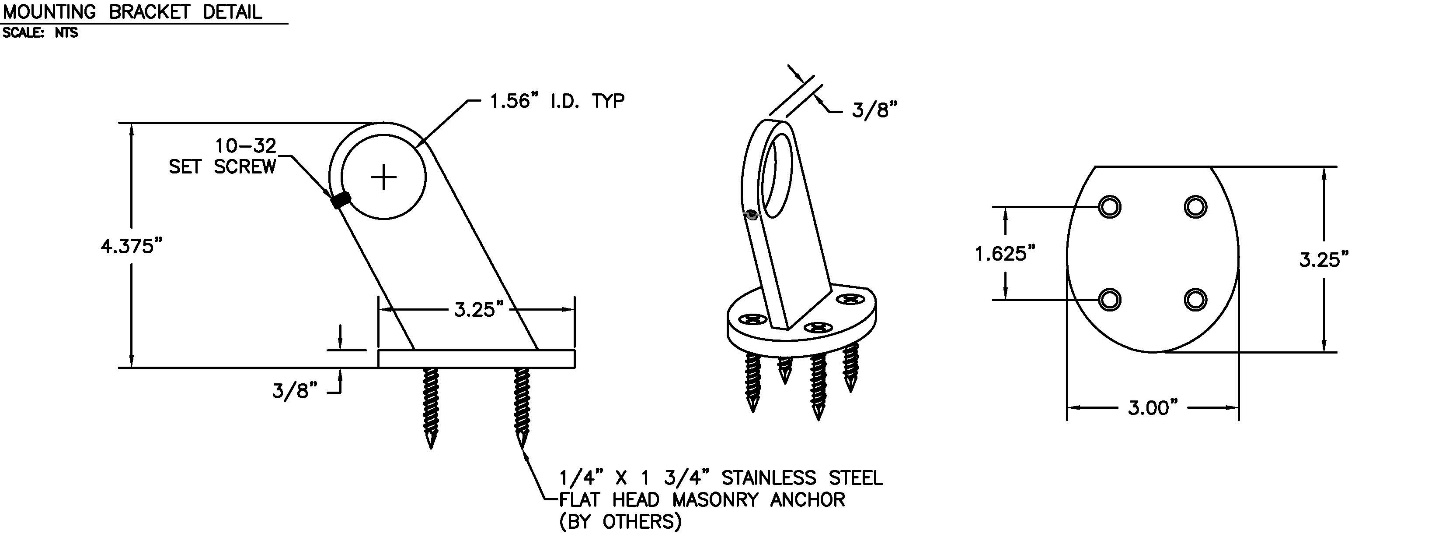 MOUNTING BRACKET DETAIL
SCALE: NTS
1.56" I.D. TYP
10-32
SET SCREW
4.375"
3.25"
3/8"
3/8"
1.625"
3.25"
3.00"
1/4" X 1 3/4" STAINLESS STEEL
FLAT HEAD MASONRY ANCHOR
(BY OTHERS)